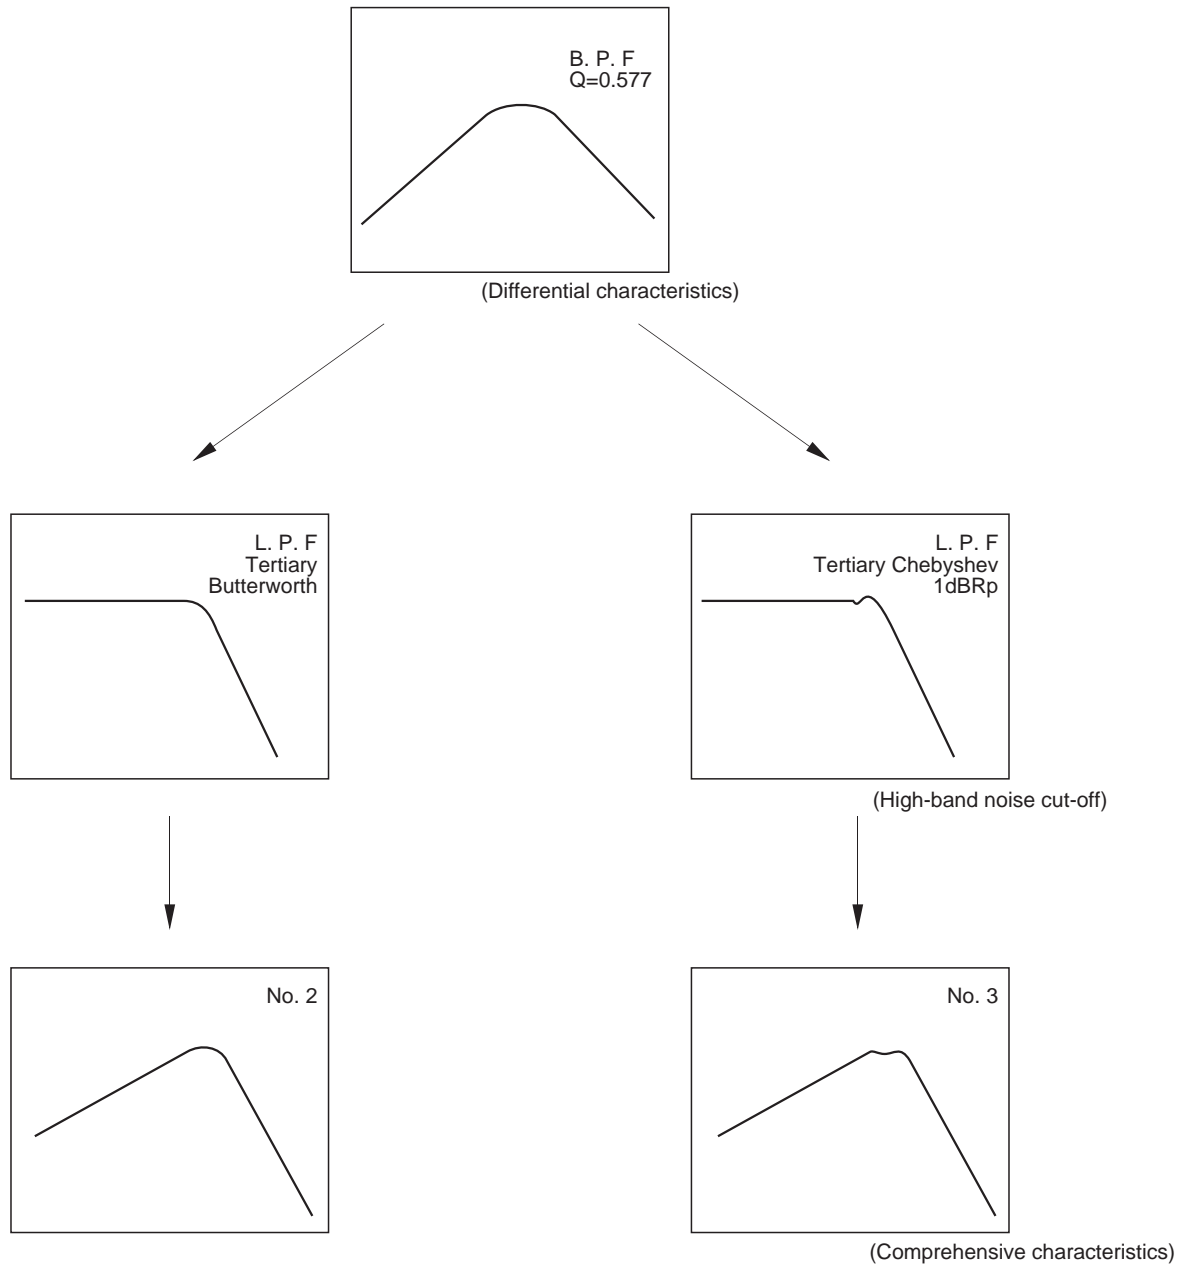 B. P. F
Q=0.577
(Differential characteristics)
L. P. F
Tertiary
Butterworth
L. P. F
Tertiary Chebyshev
1dBRp
(High-band noise cut-off)
No. 2
No. 3
(Comprehensive characteristics)